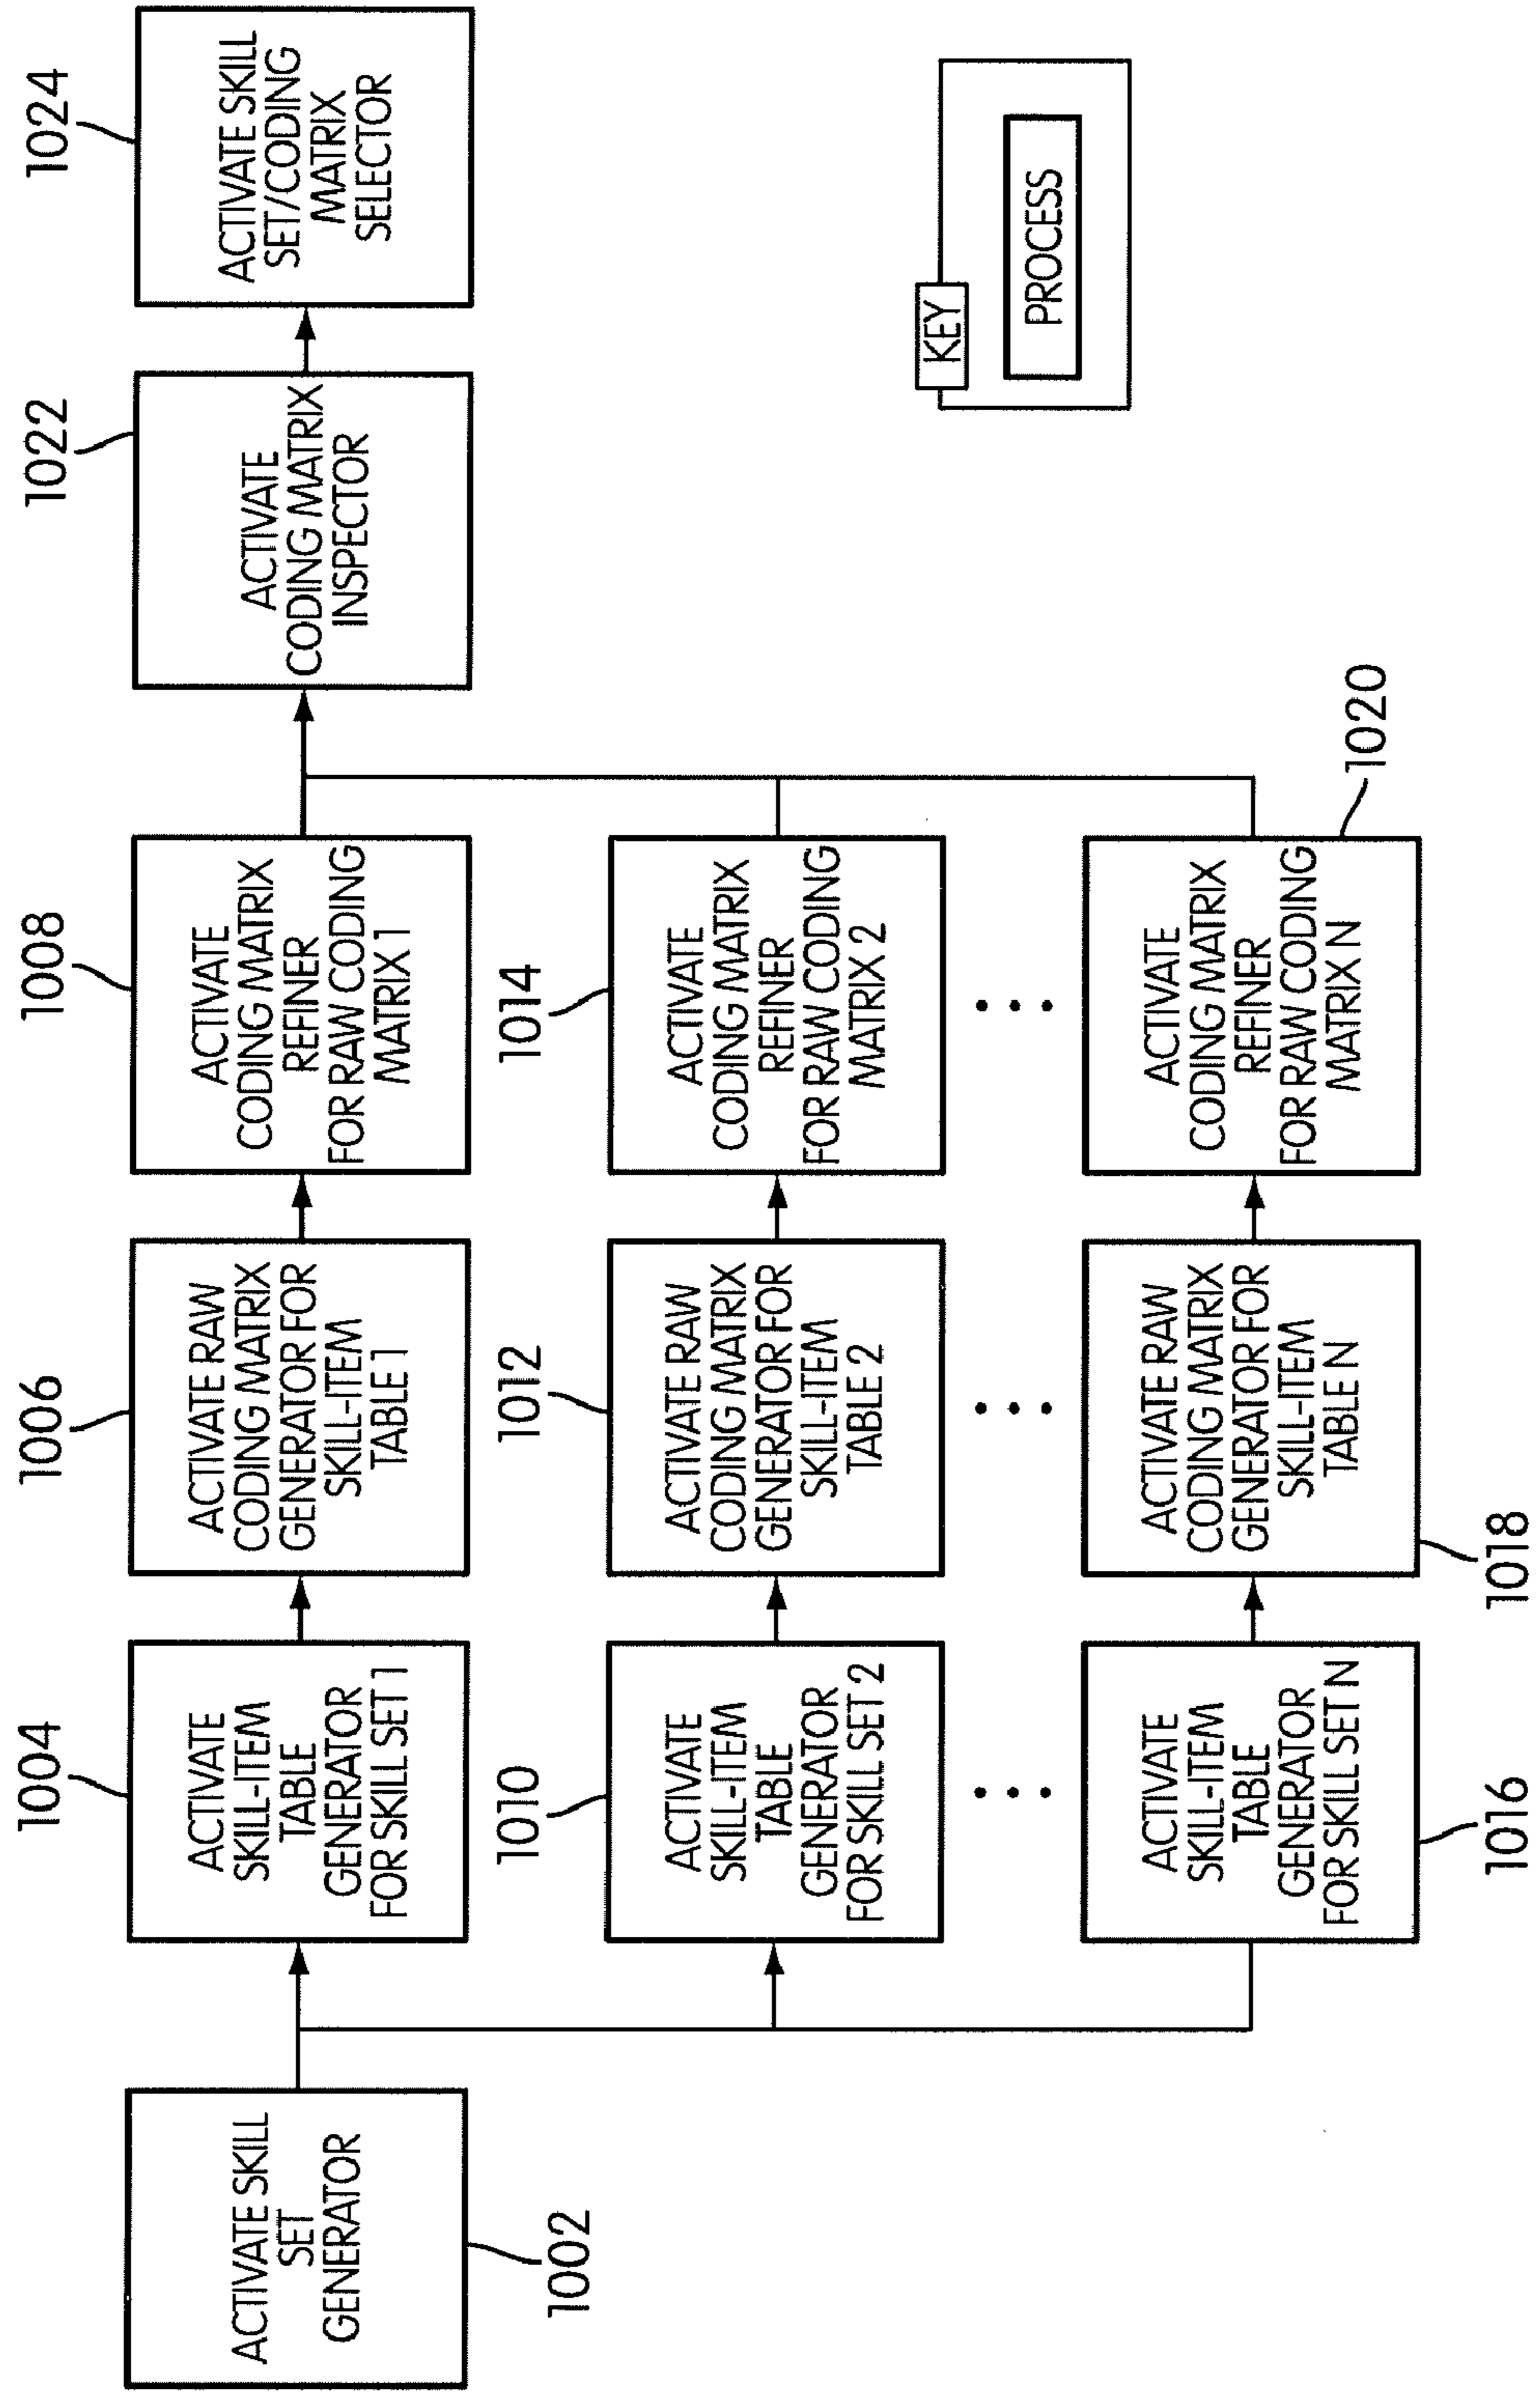 1002
ACTIVATE SKILL
SET
GENERATOR
1004
ACTIVATE
SKILL-ITEM
TABLE
GENERATOR
FOR SKILL SET 1
1006
ACTIVATE RAW
CODING MATRIX
GENERATOR FOR
SKILL-ITEM
TABLE 1
1008
ACTIVATE
CODING MATRIX
REFINER
FOR RAW CODING
MATRIX 1
1010
ACTIVATE
SKILL-ITEM
TABLE
GENERATOR
FOR SKILL SET 2
1012
ACTIVATE RAW
CODING MATRIX
GENERATOR FOR
SKILL-ITEM
TABLE 2
1014
ACTIVATE
CODING MATRIX
REFINER
FOR RAW CODING
MATRIX 2
1016
ACTIVATE
SKILL-ITEM
TABLE
GENERATOR
FOR SKILL SET N
1018
ACTIVATE RAW
CODING MATRIX
GENERATOR FOR
SKILL-ITEM
TABLE N
1020
ACTIVATE
CODING MATRIX
REFINER
FOR RAW CODING
MATRIX N
1022
ACTIVATE
CODING MATRIX
INSPECTOR
1024
ACTIVATE SKILL
SET/CODING
MATRIX
SELECTOR
KEY
PROCESS